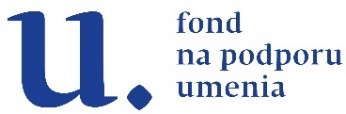 u.
fond
na podporu
umenia